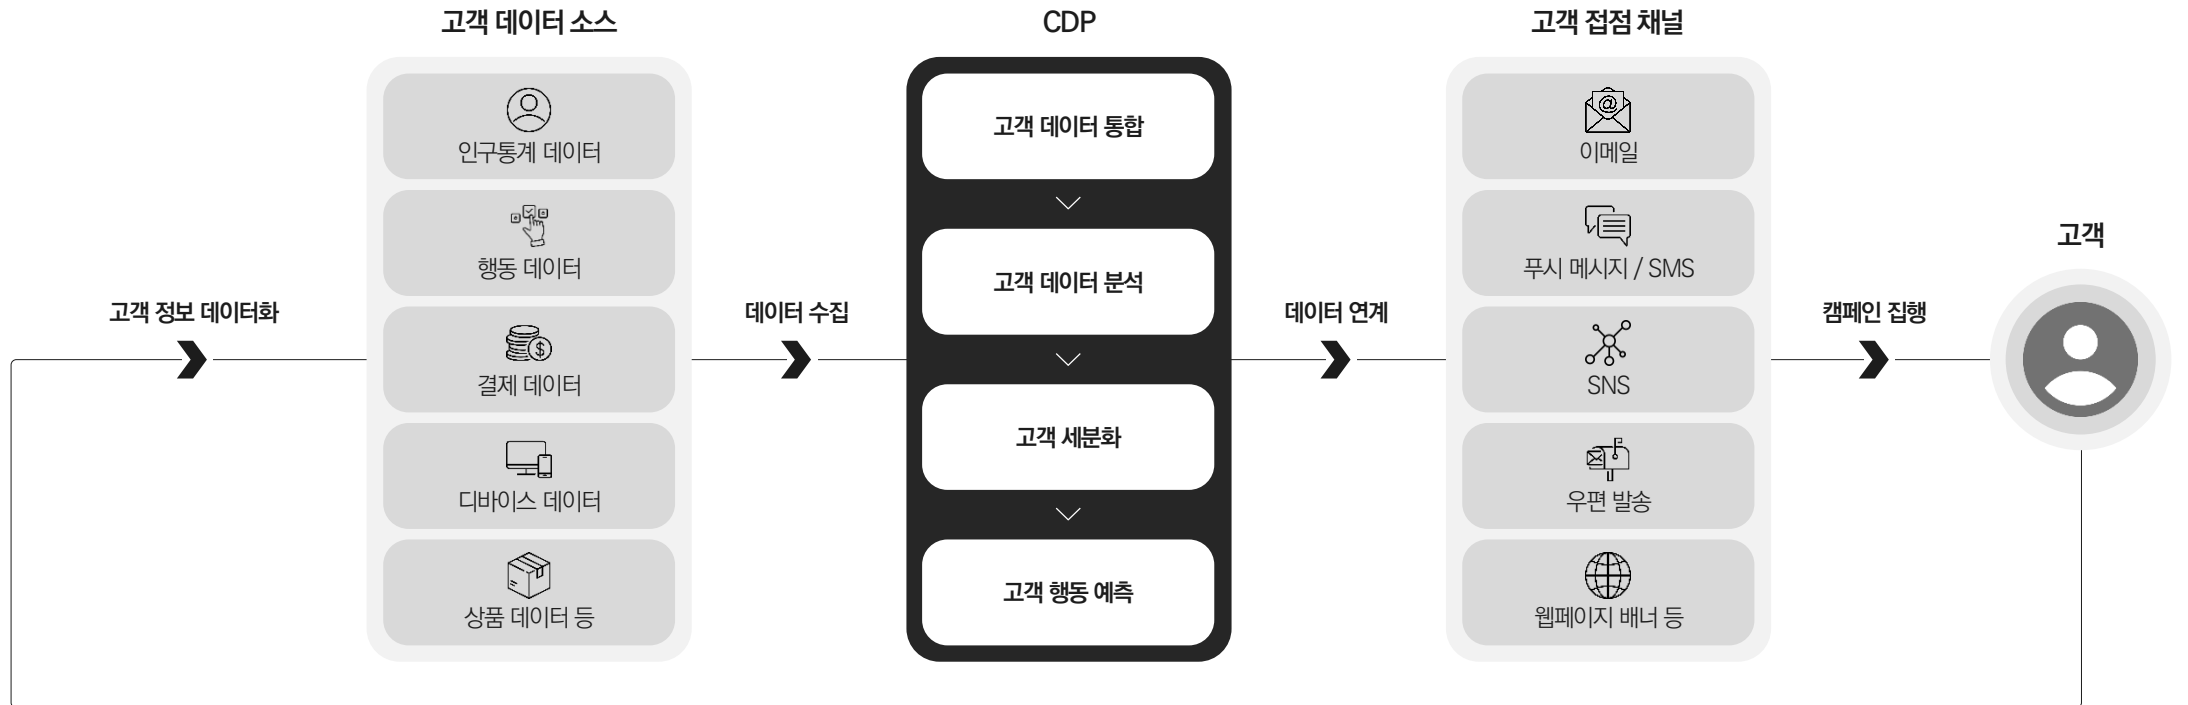 고객 정보 데이터화
고객 데이터 소스
인구통계 데이터
행동 데이터
결제 데이터
디바이스 데이터
상품 데이터 등
데이터 수집
CDP
고객 데이터 통합
고객 데이터 분석
고객 세분화
고객 행동 예측
데이터 연계
고객 접점 채널
이메일
푸시 메시지 / SMS
SNS
우편 발송
웹페이지 배너 등
캠페인 집행
고객